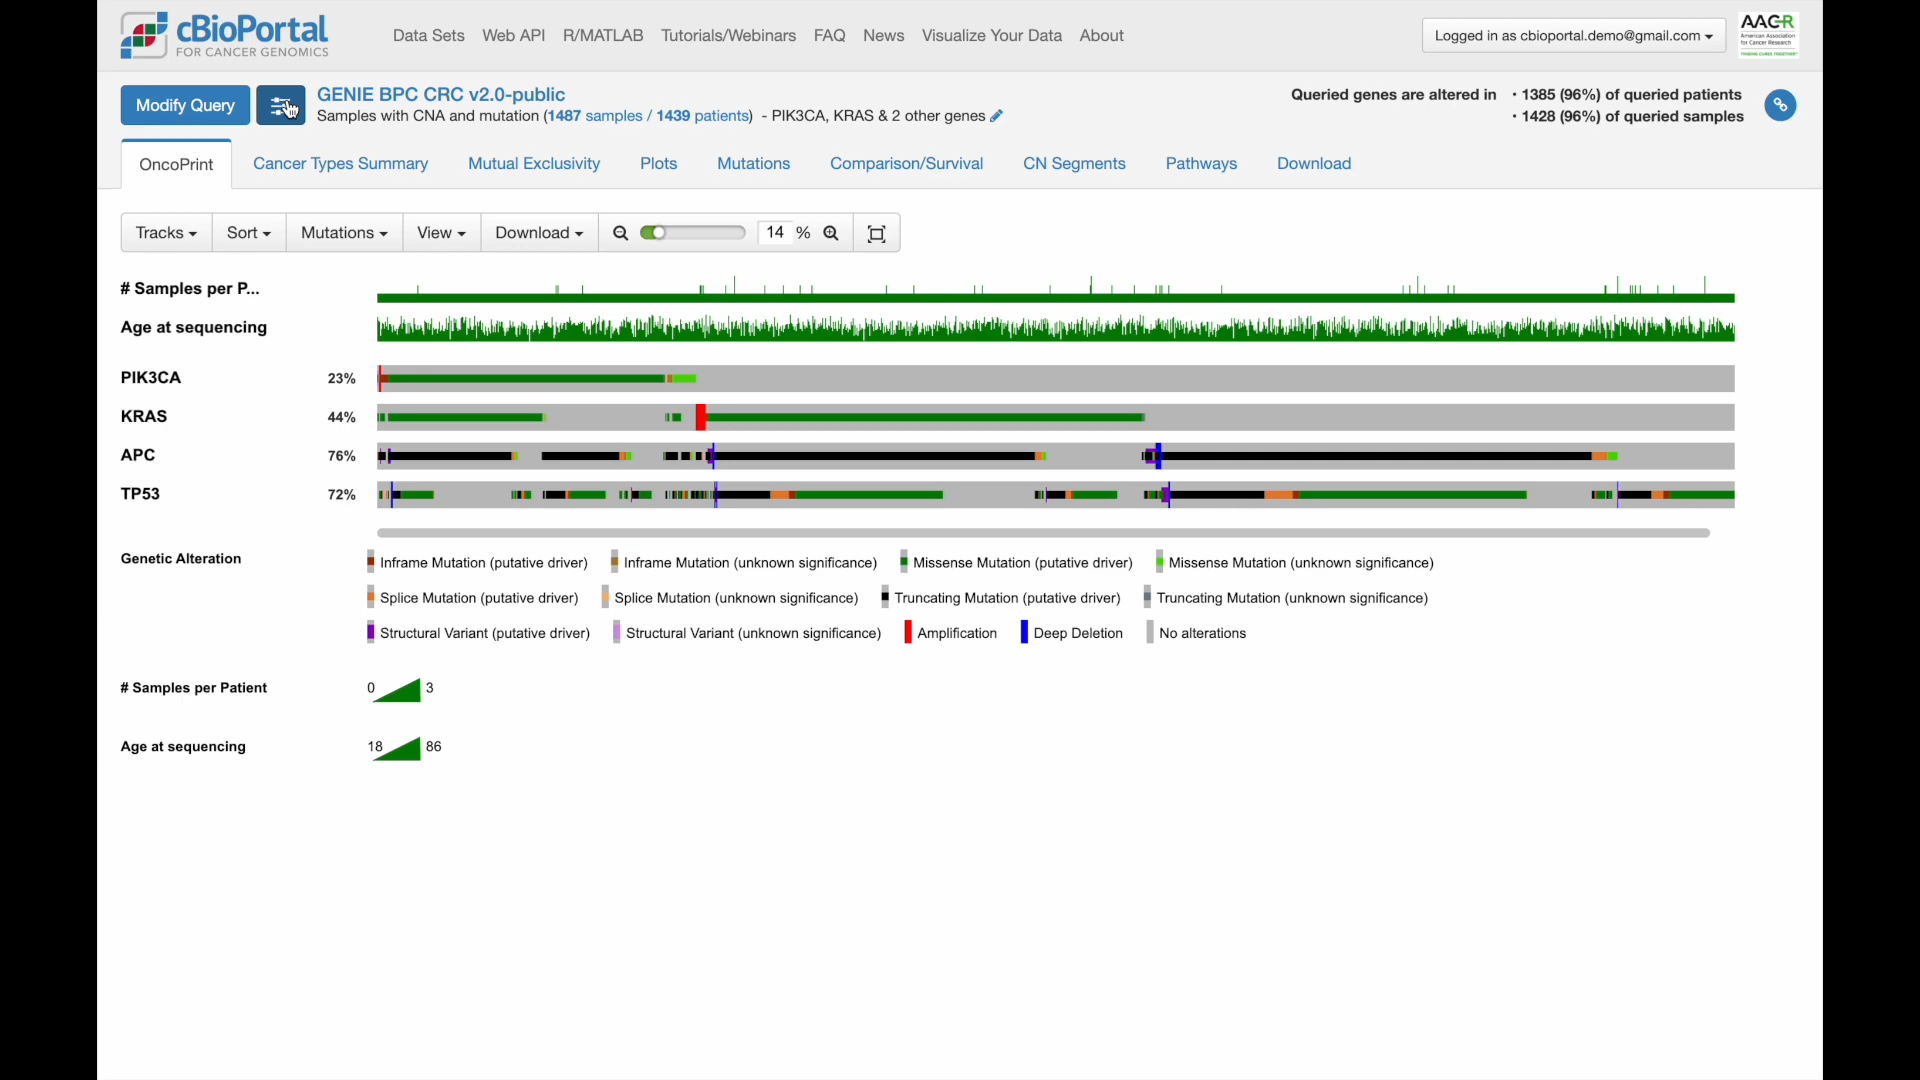 cBioPortal
FOR CANCER GENOMICS
Data Sets Web API R/MATLAB Tutorials/Webinars FAQ News Visualize Your Data About
Logged in as cbioportal.demo@gmail.com
AACR
American Association
for Cancer Research
FINDING CURES TOGETHER
Modify Query
GENIE BPC CRC v2.0-public
Samples with CNA and mutation (1487 samples / 1439 patients) - PIK3CA, KRAS & 2 other genes
Queried genes are altered in • 1385 (96%) of queried patients
• 1428 (96%) of queried samples
OncoPrint Cancer Types Summary Mutual Exclusivity Plots Mutations Comparison/Survival CN Segments Pathways Download
Tracks Sort Mutations View Download 14 %
# Samples per P...
Age at sequencing
PIK3CA 23%
KRAS 44%
APC 76%
TP53 72%
Genetic Alteration
Inframe Mutation (putative driver) Inframe Mutation (unknown significance) Missense Mutation (putative driver) Missense Mutation (unknown significance)
Splice Mutation (putative driver) Splice Mutation (unknown significance) Truncating Mutation (putative driver) Truncating Mutation (unknown significance)
Structural Variant (putative driver) Structural Variant (unknown significance) Amplification Deep Deletion No alterations
# Samples per Patient 0 3
Age at sequencing 18 86